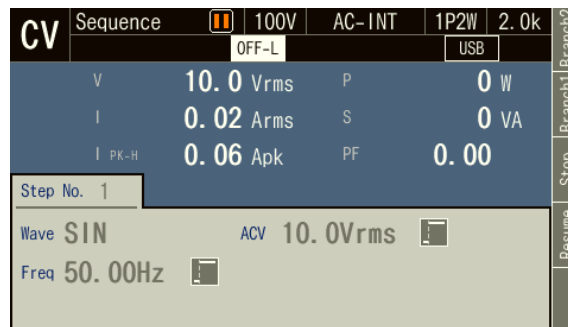 CV Sequence 100V AC-INT 1P2W 2.0k
OFF-L USB
V 10.0 Vrms P 0 W
I 0.02 Arms S 0 VA
I PK-H 0.06 Apk PF 0.00
Step No. 1
Wave SIN ACV 10.0Vrms
Freq 50.00Hz
Branch2
Branch1
Stop
Resume